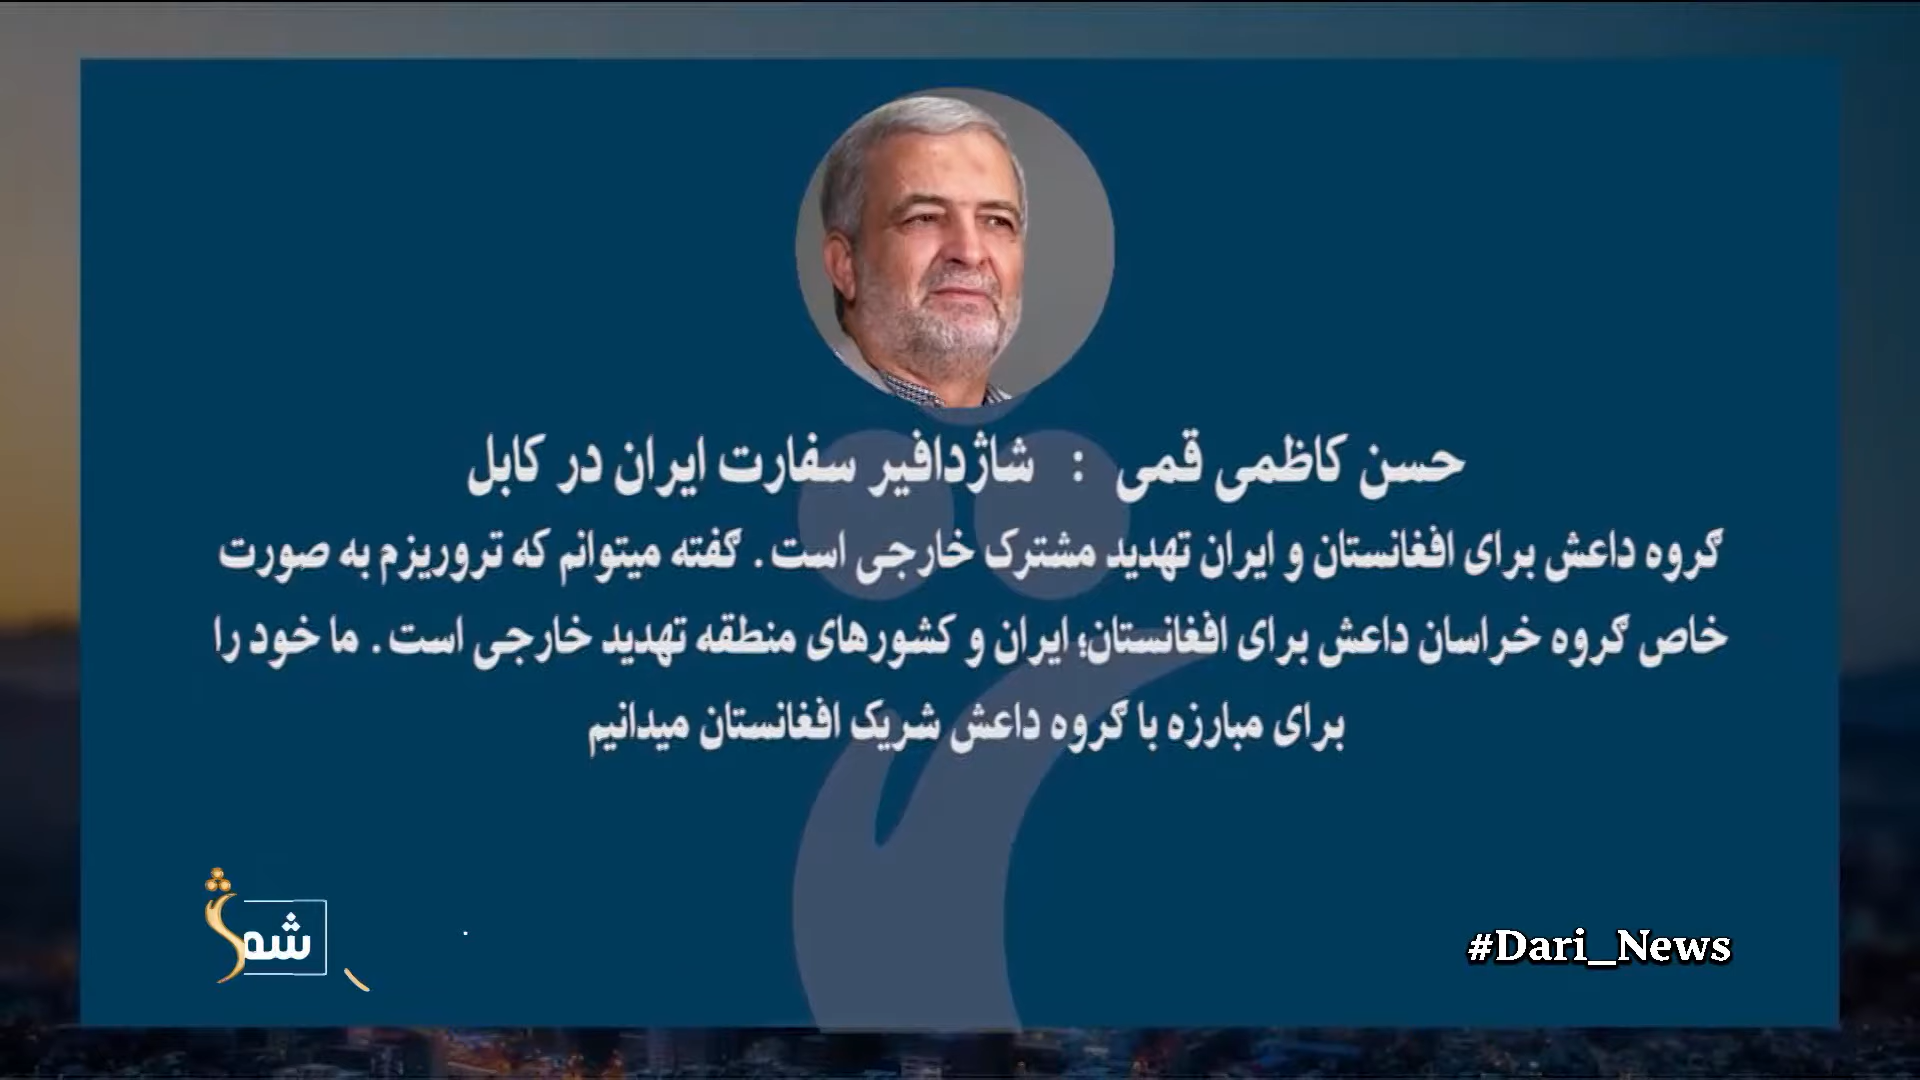 حسن کاظمی قمی : شاژدافیر سفارت ایران در کابل
گروه داعش برای افغانستان و ایران تهدید مشترک خارجی است. گفته میتوانم که تروریزم به صورت
خاص گروه خراسان داعش برای افغانستان؛ ایران و کشورهای منطقه تهدید خارجی است. ما خود را
برای مبارزه با گروه داعش شریک افغانستان میدانیم
#Dari_News